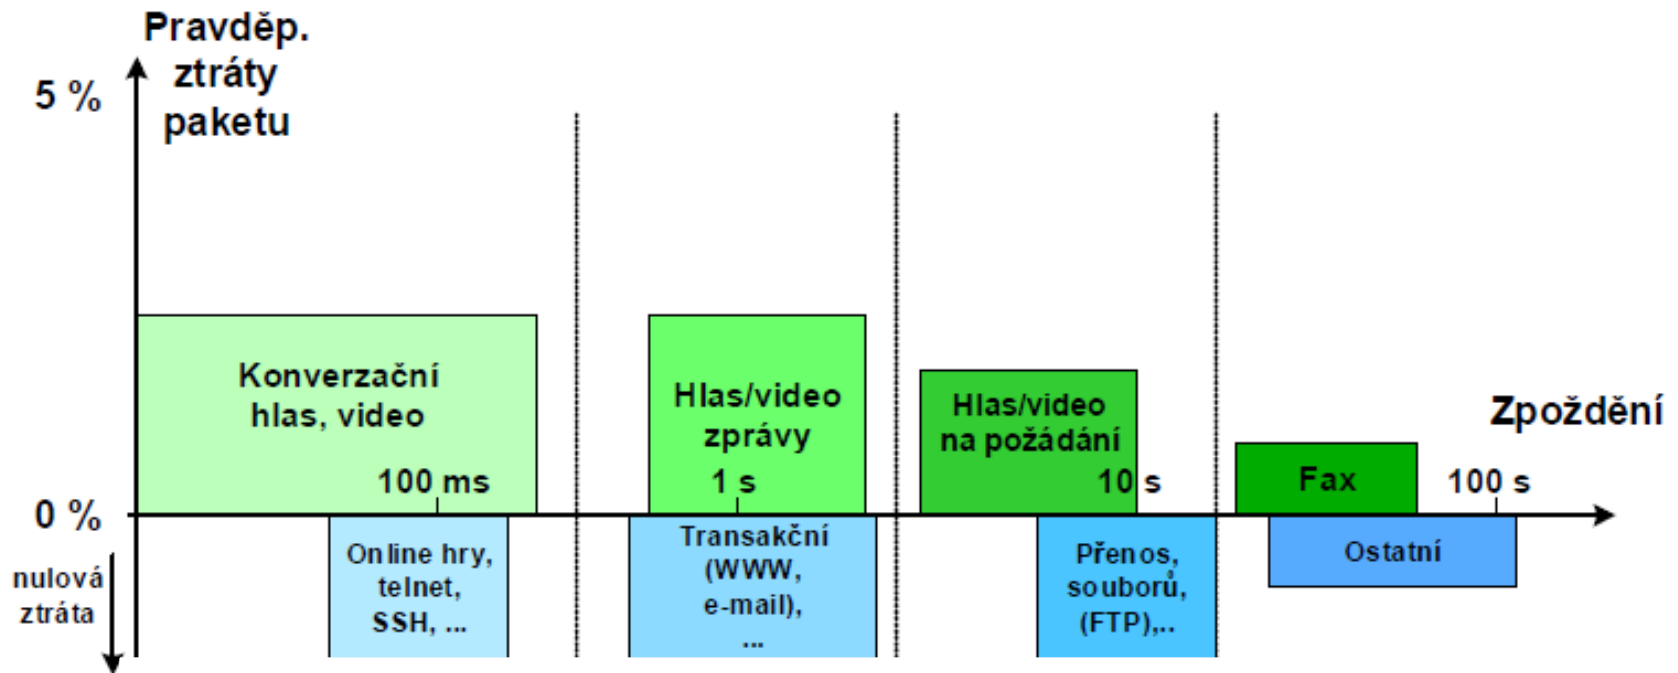 Pravděp.
ztráty
paketu
5 %
Konverzační
hlas, video
Hlas/video
zprávy
Hlas/video
na požádání
Fax
Zpoždění
100 ms
1 s
10 s
100 s
0 %
nulová
ztráta
Online hry,
telnet,
SSH, ...
Transakční
(WWW,
e-mail),
...
Přenos,
souborů,
(FTP),..
Ostatní